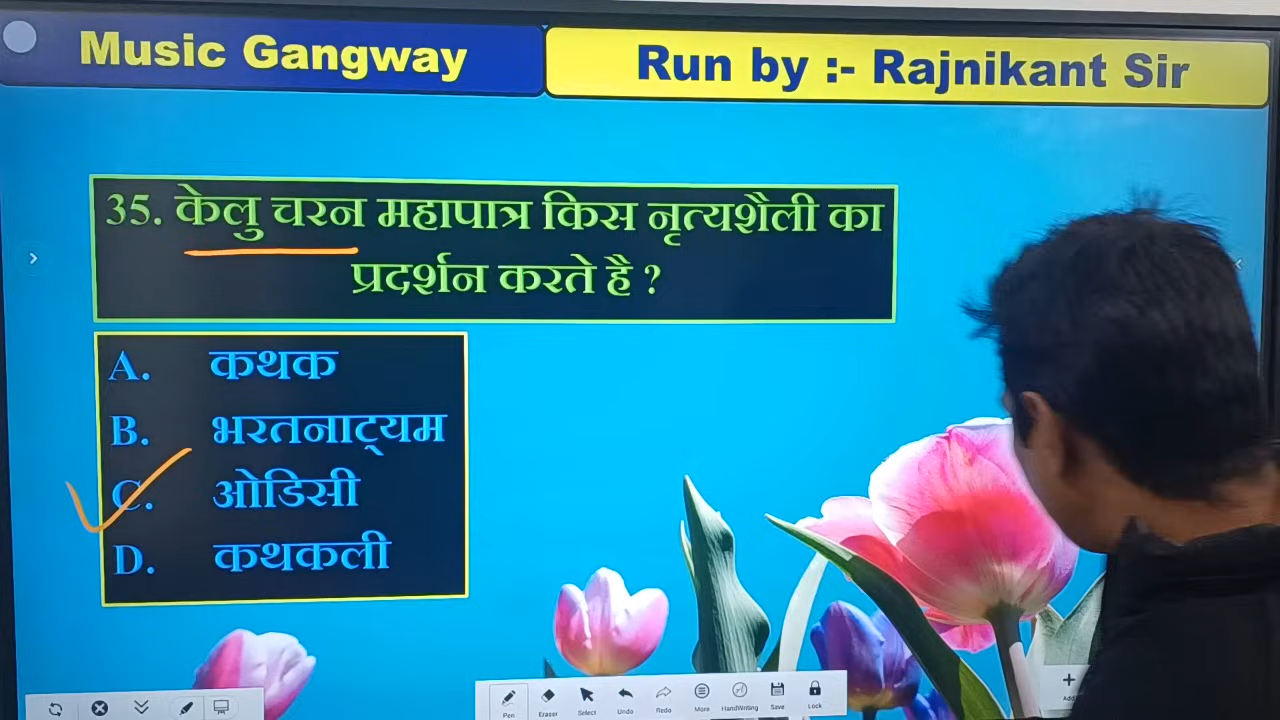 Music Gangway
Run by :- Rajnikant Sir
35. केलु चरन महापात्र किस नृत्यशैली का
प्रदर्शन करते है ?
A. कथक
B. भरतनाट्यम
C. ओडिसी
D. कथकली
Pen Eraser Select Undo Redo More HandWriting Save Lock
Add